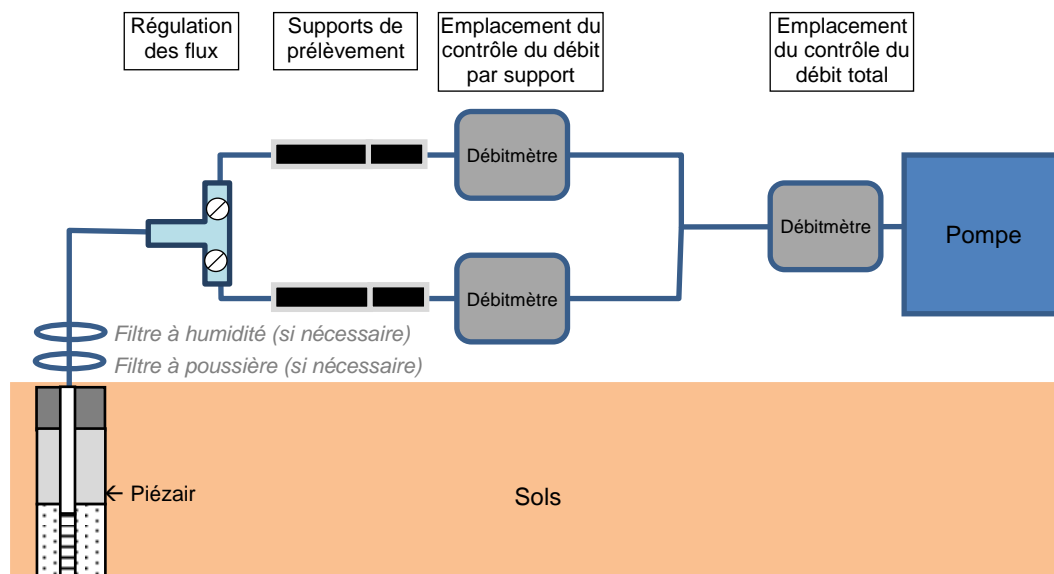 Régulation
des flux
Supports de
prélèvement
Emplacement du
contrôle du débit
par support
Emplacement
du contrôle du
débit total
Débitmètre
Débitmètre
Pompe
Débitmètre
Filtre à humidité (si nécessaire)
Filtre à poussière (si nécessaire)
← Piézair
Sols